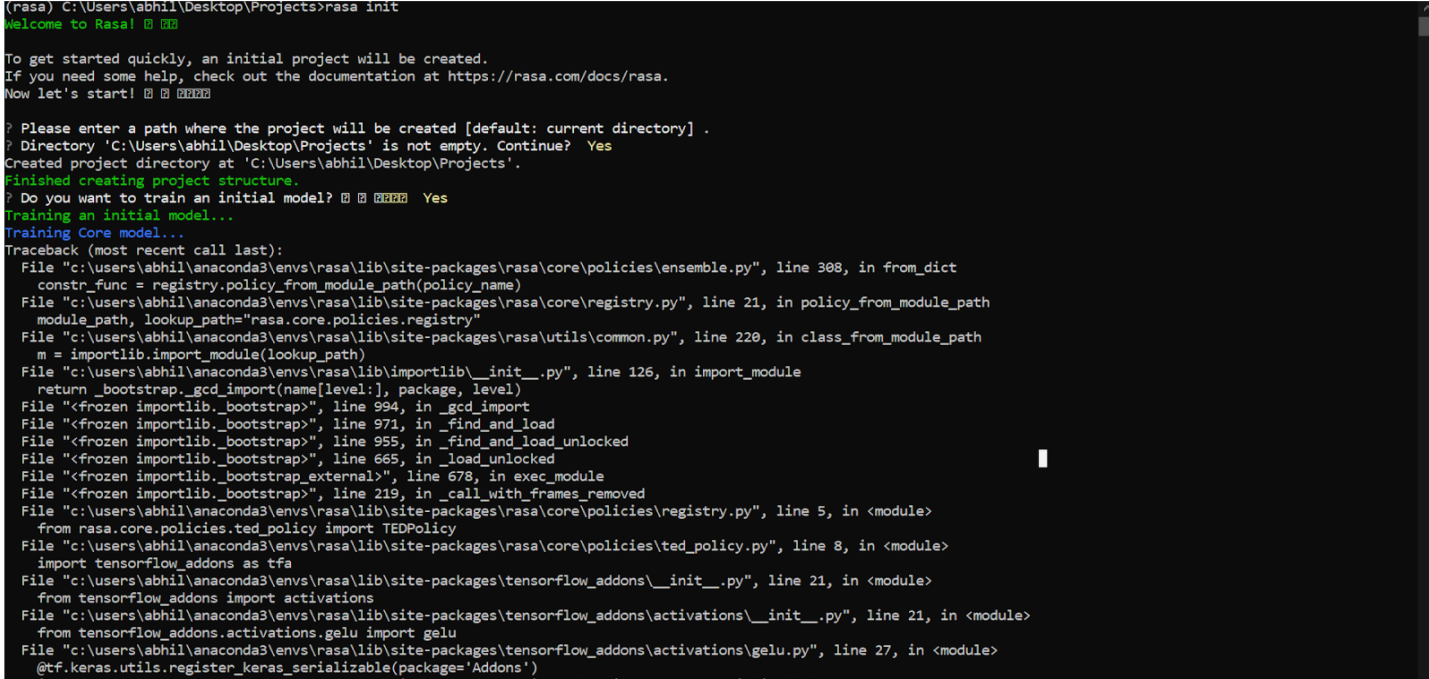 (rasa) C:\Users\abhil\Desktop\Projects>rasa init
Welcome to Rasa!
To get started quickly, an initial project will be created.
If you need some help, check out the documentation at https://rasa.com/docs/rasa.
Now let's start!
? Please enter a path where the project will be created [default: current directory] .
? Directory 'C:\Users\abhil\Desktop\Projects' is not empty. Continue?  Yes
Created project directory at 'C:\Users\abhil\Desktop\Projects'.
Finished creating project structure.
? Do you want to train an initial model?  Yes
Training an initial model...
Training Core model...
Traceback (most recent call last):
  File "c:\users\abhil\anaconda3\envs\rasa\lib\site-packages\rasa\core\policies\ensemble.py", line 308, in from_dict
    constr_func = registry.policy_from_module_path(policy_name)
  File "c:\users\abhil\anaconda3\envs\rasa\lib\site-packages\rasa\core\registry.py", line 21, in policy_from_module_path
    module_path, lookup_path="rasa.core.policies.registry"
  File "c:\users\abhil\anaconda3\envs\rasa\lib\site-packages\rasa\utils\common.py", line 220, in class_from_module_path
    m = importlib.import_module(lookup_path)
  File "c:\users\abhil\anaconda3\envs\rasa\lib\importlib\__init__.py", line 126, in import_module
    return _bootstrap._gcd_import(name[level:], package, level)
  File "<frozen importlib._bootstrap>", line 994, in _gcd_import
  File "<frozen importlib._bootstrap>", line 971, in _find_and_load
  File "<frozen importlib._bootstrap>", line 955, in _find_and_load_unlocked
  File "<frozen importlib._bootstrap>", line 665, in _load_unlocked
  File "<frozen importlib._bootstrap_external>", line 678, in exec_module
  File "<frozen importlib._bootstrap>", line 219, in _call_with_frames_removed
  File "c:\users\abhil\anaconda3\envs\rasa\lib\site-packages\rasa\core\policies\registry.py", line 5, in <module>
    from rasa.core.policies.ted_policy import TEDPolicy
  File "c:\users\abhil\anaconda3\envs\rasa\lib\site-packages\rasa\core\policies\ted_policy.py", line 8, in <module>
    import tensorflow_addons as tfa
  File "c:\users\abhil\anaconda3\envs\rasa\lib\site-packages\tensorflow_addons\__init__.py", line 21, in <module>
    from tensorflow_addons import activations
  File "c:\users\abhil\anaconda3\envs\rasa\lib\site-packages\tensorflow_addons\activations\__init__.py", line 21, in <module>
    from tensorflow_addons.activations.gelu import gelu
  File "c:\users\abhil\anaconda3\envs\rasa\lib\site-packages\tensorflow_addons\activations\gelu.py", line 27, in <module>
    @tf.keras.utils.register_keras_serializable(package='Addons')